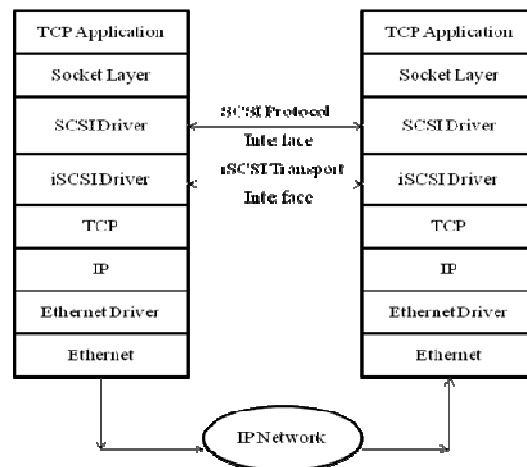 TCP Application
Socket Layer
SCSI Driver
iSCSI Driver
TCP
IP
Ethernet Driver
Ethernet
SCSI Protocol
Interface
iSCSI Transport
Interface
TCP Application
Socket Layer
SCSI Driver
iSCSI Driver
TCP
IP
Ethernet Driver
Ethernet
IP Network